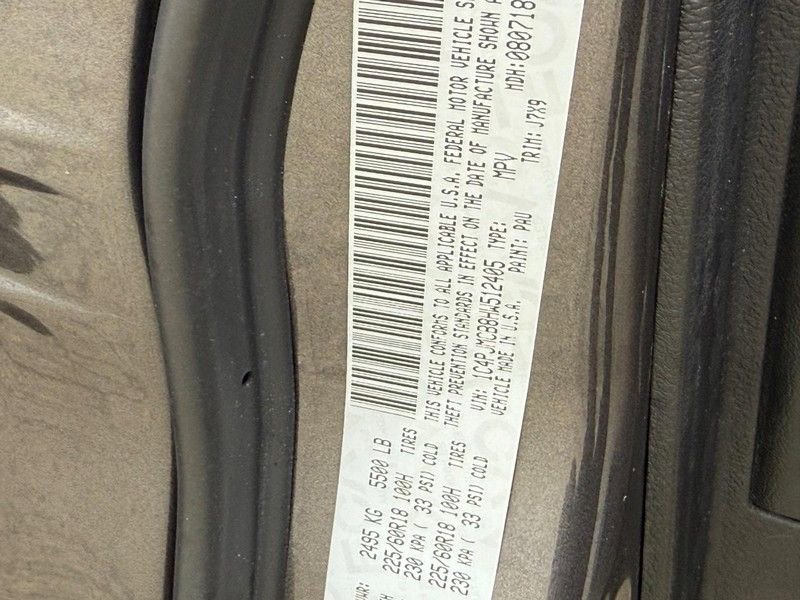 VWR: 2495 KG 5500 LB
225/60R18 100H TIRES
230 KPA ( 33 PSI) COLD
225/60R18 100H TIRES
230 KPA ( 33 PSI) COLD
THIS VEHICLE CONFORMS TO ALL APPLICABLE U.S.A. FEDERAL MOTOR VEHICLE S
THEFT PREVENTION STANDARDS IN EFFECT ON THE DATE OF MANUFACTURE SHOWN A
VIN: 1C4PJMCB8HW512405 TYPE: MPV MDH:080718
VEHICLE MADE IN U.S.A. PAINT: PAU TRIM: J7X9